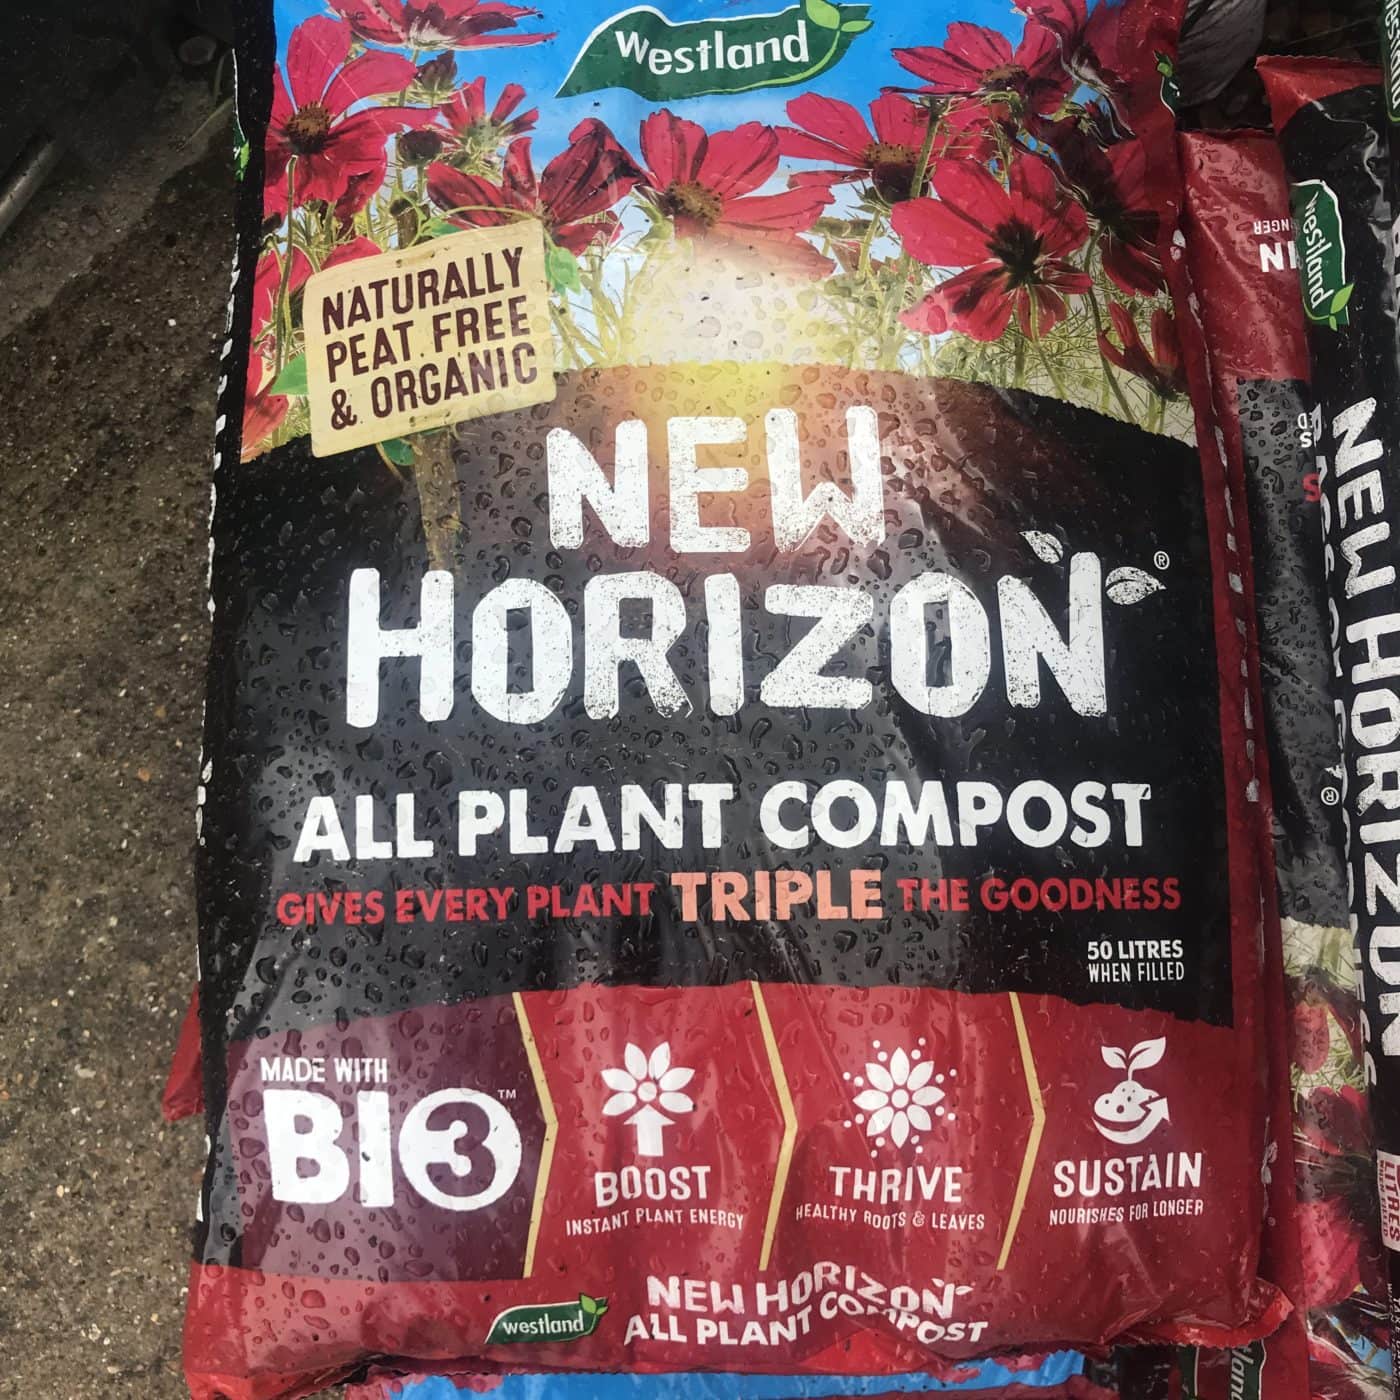 Westland
NATURALLY
PEAT FREE
& ORGANIC
NEW
HORIZON®
ALL PLANT COMPOST
GIVES EVERY PLANT TRIPLE THE GOODNESS
50 LITRES
WHEN FILLED
MADE WITH
BI3™
BOOST
INSTANT PLANT ENERGY
THRIVE
HEALTHY ROOTS & LEAVES
SUSTAIN
NOURISHES FOR LONGER
westland
NEW HORIZON
ALL PLANT COMPOST
Westland
NEW HORIZON
®